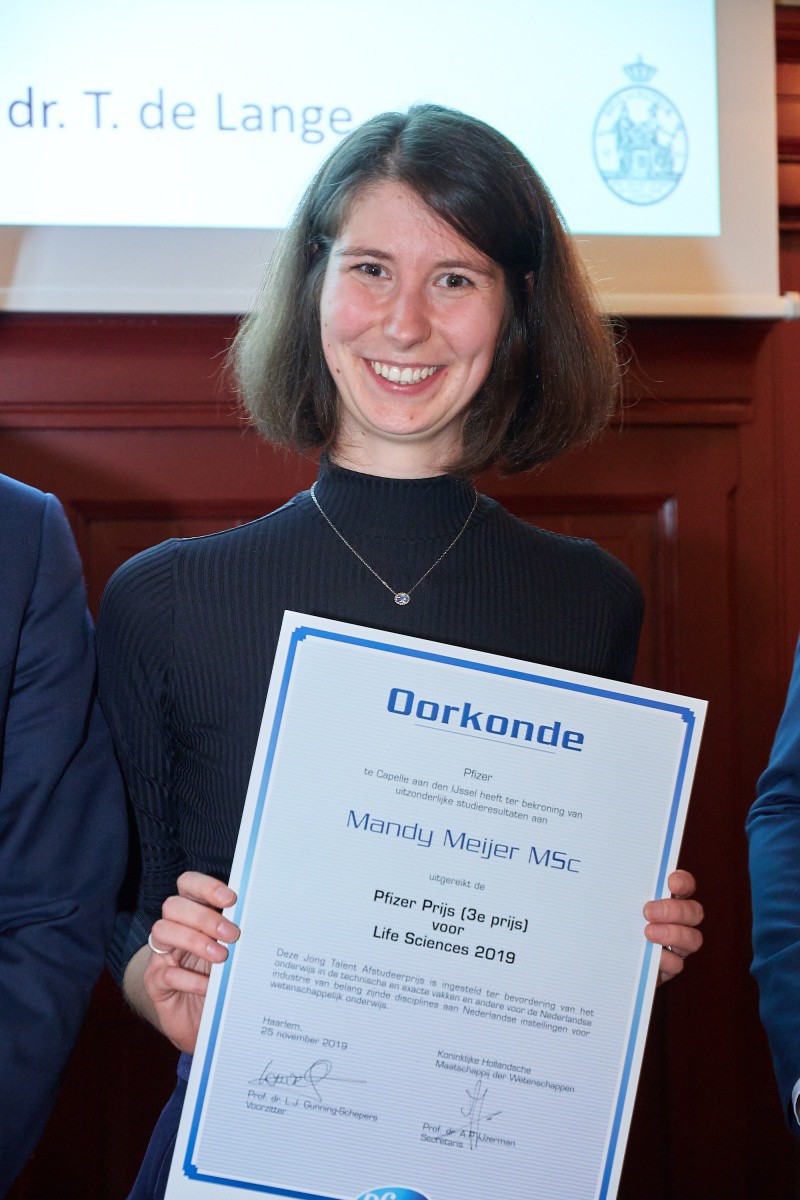 dr. T. de Lange
Oorkonde
Pfizer
te Capelle aan den IJssel heeft ter bekroning van
uitzonderlijke studieresultaten aan
Mandy Meijer MSc
uitgereikt de
Pfizer Prijs (3e prijs)
voor
Life Sciences 2019
Deze Jong Talent Afstudeerprijs is ingesteld ter bevordering van het
onderwijs in de technische en exacte vakken en andere voor de Nederlandse
industrie van belang zijnde disciplines aan Nederlandse instellingen voor
wetenschappelijk onderwijs.
Haarlem,
25 november 2019
Prof. dr. L.J. Gunning-Schepers
Voorzitter
Koninklijke Hollandsche
Maatschappij der Wetenschappen
Prof. dr. A.P. IJzerman
Secretaris